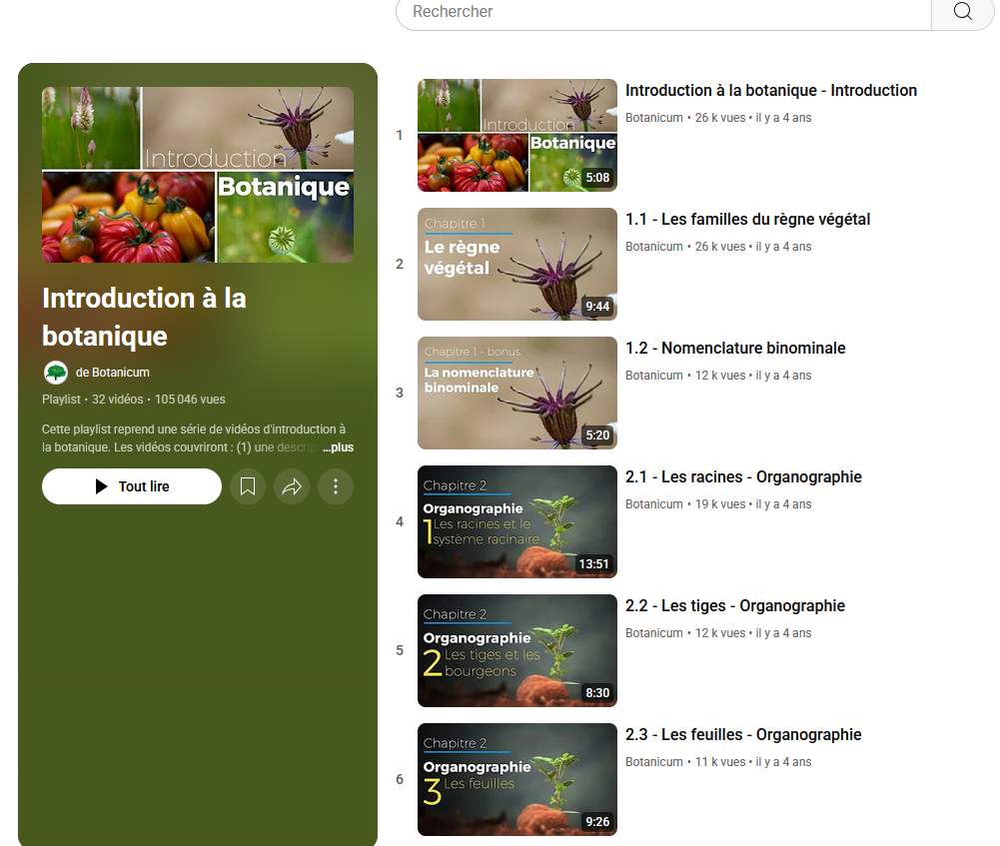 Rechercher
Introduction
Botanique
Introduction à la
botanique
de Botanicum
Playlist • 32 vidéos • 105 046 vues
Cette playlist reprend une série de vidéos d'introduction à
la botanique. Les vidéos couvriront : (1) une descrip ...plus
Tout lire
1
Introduction
Botanique
5:08
Introduction à la botanique - Introduction
Botanicum • 26 k vues • il y a 4 ans
2
Chapitre 1
Le règne
végétal
9:44
1.1 - Les familles du règne végétal
Botanicum • 26 k vues • il y a 4 ans
3
Chapitre 1 - bonus
La nomenclature
binominale
5:20
1.2 - Nomenclature binominale
Botanicum • 12 k vues • il y a 4 ans
4
Chapitre 2
Organographie
1 Les racines et le
système racinaire
13:51
2.1 - Les racines - Organographie
Botanicum • 19 k vues • il y a 4 ans
5
Chapitre 2
Organographie
2 Les tiges et les
bourgeons
8:30
2.2 - Les tiges - Organographie
Botanicum • 12 k vues • il y a 4 ans
6
Chapitre 2
Organographie
3 Les feuilles
9:26
2.3 - Les feuilles - Organographie
Botanicum • 11 k vues • il y a 4 ans